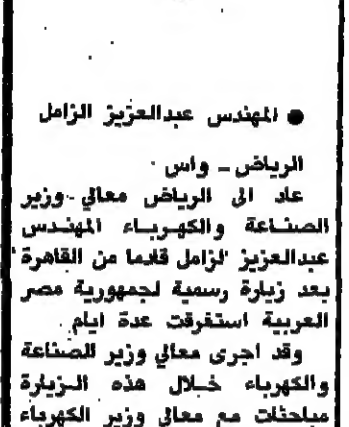 ● المهندس عبدالعزيز الزامل
الرياض ـ واس
عاد الى الرياض معالي وزير
الصناعة والكهرباء المهندس
عبدالعزيز الزامل قادما من القاهرة
بعد زيارة رسمية لجمهورية مصر
العربية استغرقت عدة ايام.
وقد اجرى معالي وزير الصناعة
والكهرباء خلال هذه الزيارة
مباحثات مع معالي وزير الكهرباء